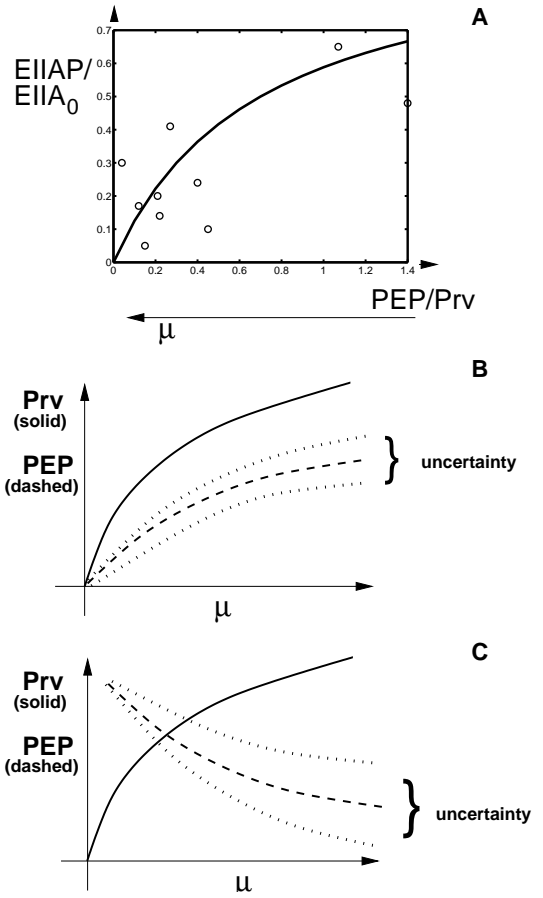 A
EIIAP/
EIIA0
0.7
0.6
0.5
0.4
0.3
0.2
0.1
0
0 0.2 0.4 0.6 0.8 1 1.2 1.4
PEP/Prv
μ
B
Prv
(solid)
PEP
(dashed)
} uncertainty
μ
C
Prv
(solid)
PEP
(dashed)
} uncertainty
μ